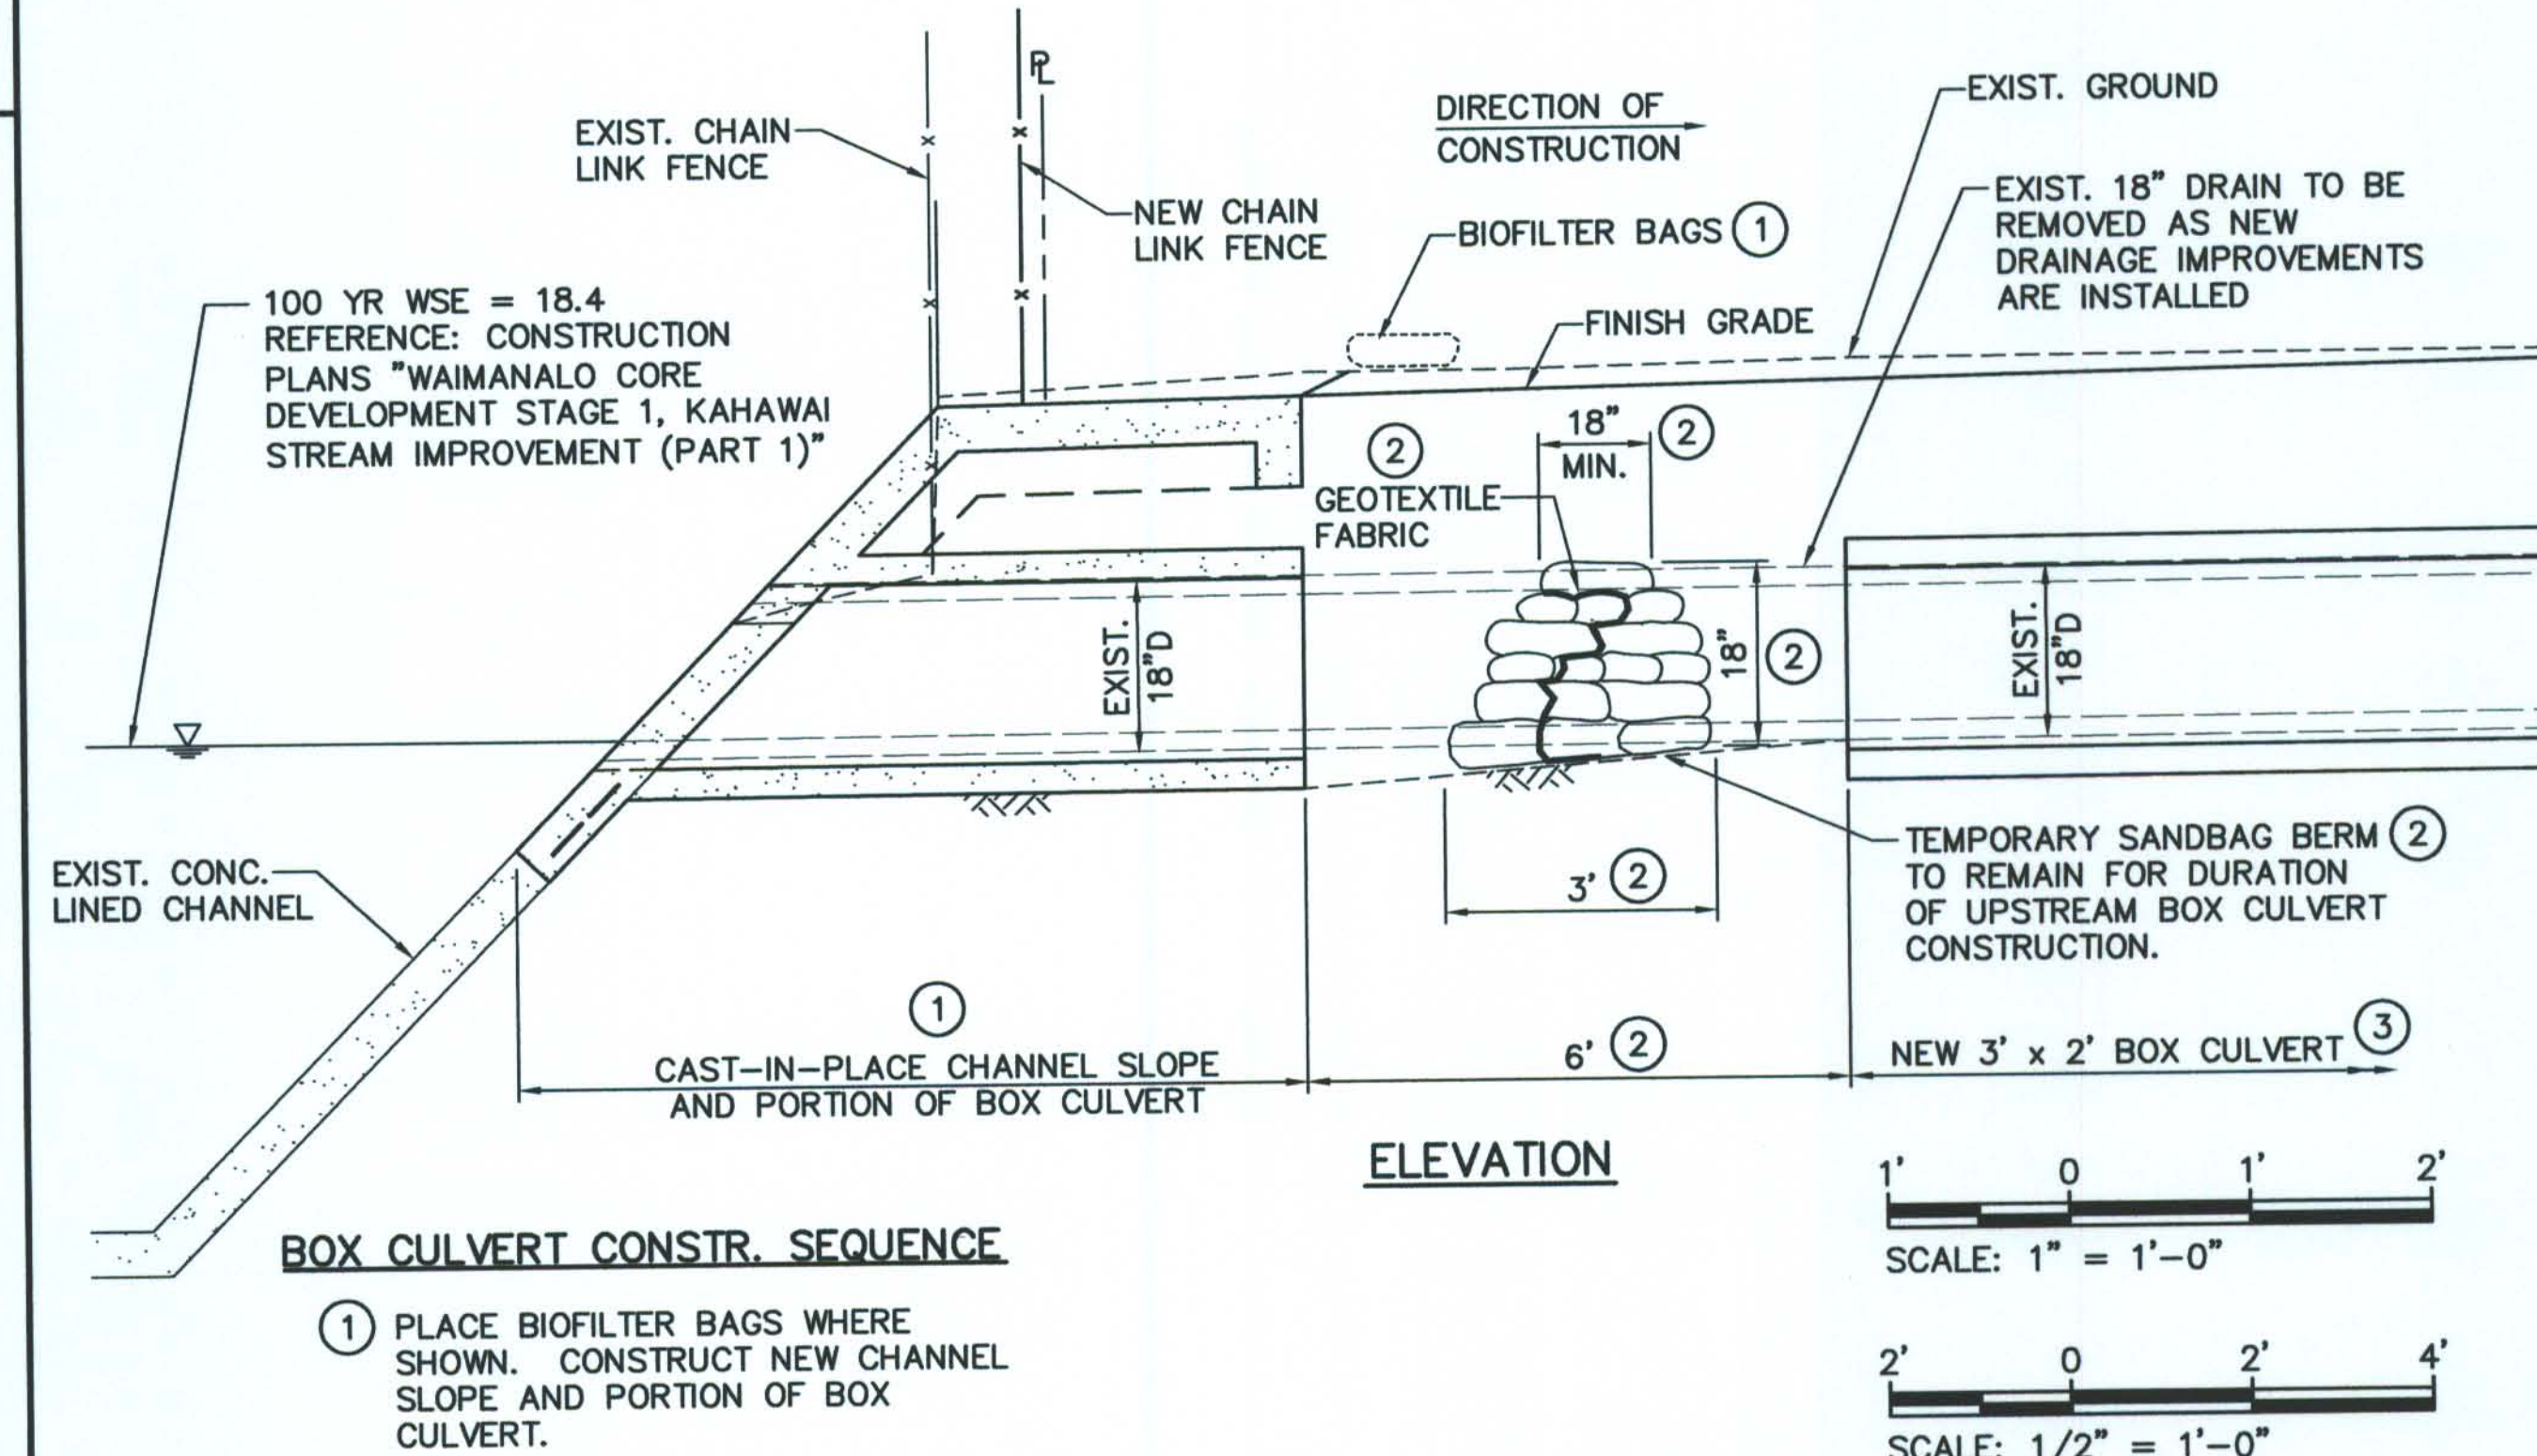 EXIST. CHAIN
LINK FENCE
℄
NEW CHAIN
LINK FENCE
DIRECTION OF
CONSTRUCTION
BIOFILTER BAGS ①
EXIST. GROUND
EXIST. 18" DRAIN TO BE
REMOVED AS NEW
DRAINAGE IMPROVEMENTS
ARE INSTALLED
100 YR WSE = 18.4
REFERENCE: CONSTRUCTION
PLANS "WAIMANALO CORE
DEVELOPMENT STAGE 1, KAHAWAI
STREAM IMPROVEMENT (PART 1)"
FINISH GRADE
②
GEOTEXTILE
FABRIC
18" ②
MIN.
EXIST.
18"D
18" ②
EXIST.
18"D
3' ②
TEMPORARY SANDBAG BERM ②
TO REMAIN FOR DURATION
OF UPSTREAM BOX CULVERT
CONSTRUCTION.
EXIST. CONC.
LINED CHANNEL
①
CAST-IN-PLACE CHANNEL SLOPE
AND PORTION OF BOX CULVERT
6' ②
NEW 3' x 2' BOX CULVERT ③
ELEVATION
1' 0 1' 2'
SCALE: 1" = 1'-0"
2' 0 2' 4'
SCALE: 1/2" = 1'-0"
BOX CULVERT CONSTR. SEQUENCE
① PLACE BIOFILTER BAGS WHERE
SHOWN. CONSTRUCT NEW CHANNEL
SLOPE AND PORTION OF BOX
CULVERT.